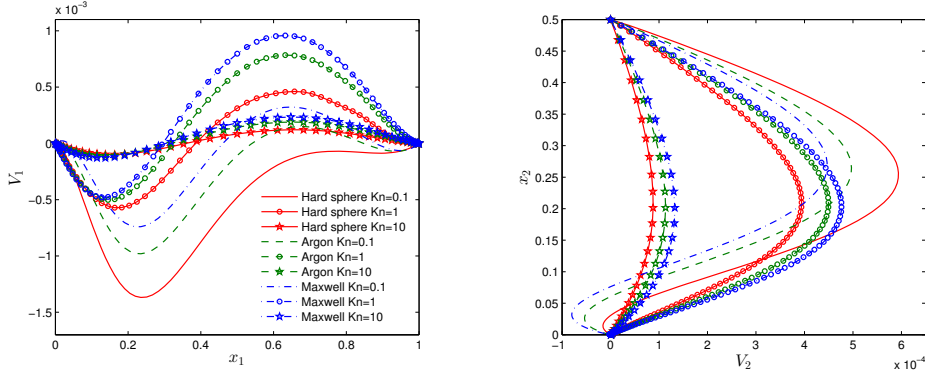 x 10⁻³
1
0.5
0
−0.5
−1
−1.5
V₁
0
0.2
0.4
0.6
0.8
1
x₁
Hard sphere Kn=0.1
Hard sphere Kn=1
Hard sphere Kn=10
Argon Kn=0.1
Argon Kn=1
Argon Kn=10
Maxwell Kn=0.1
Maxwell Kn=1
Maxwell Kn=10
0.5
0.45
0.4
0.35
0.3
0.25
0.2
0.15
0.1
0.05
0
x₂
−1
0
1
2
3
4
5
6
V₂
x 10⁻⁴